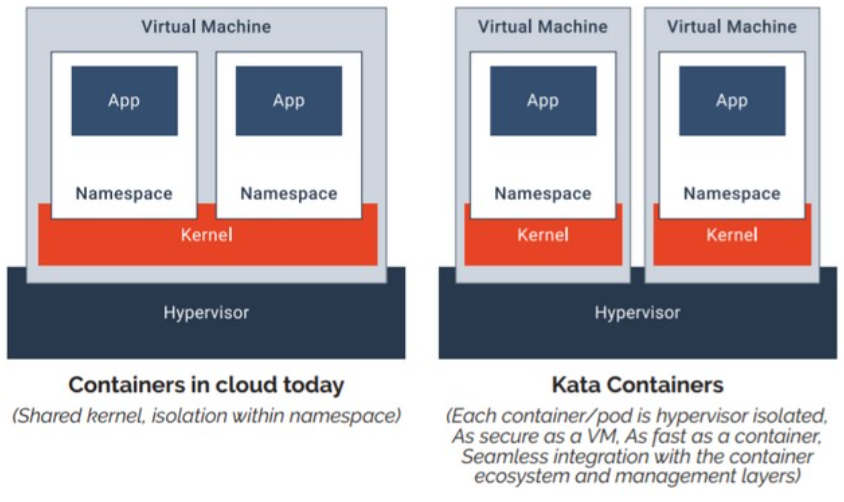 Virtual Machine
App
App
Namespace
Namespace
Kernel
Hypervisor
Containers in cloud today
(Shared kernel, isolation within namespace)
Virtual Machine
Virtual Machine
App
App
Namespace
Namespace
Kernel
Kernel
Hypervisor
Kata Containers
(Each container/pod is hypervisor isolated,
As secure as a VM, As fast as a container,
Seamless integration with the container
ecosystem and management layers)